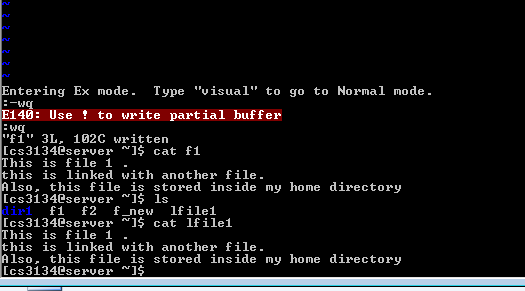 ~
~
~
~
~
~
Entering Ex mode.  Type "visual" to go to Normal mode.
:-wq
E140: Use ! to write partial buffer
:wq
"f1" 3L, 102C written
[cs3134@server ~]$ cat f1
This is file 1 .
this is linked with another file.
Also, this file is stored inside my home directory
[cs3134@server ~]$ ls
dir1  f1  f2  f_new  lfile1
[cs3134@server ~]$ cat lfile1
This is file 1 .
this is linked with another file.
Also, this file is stored inside my home directory
[cs3134@server ~]$